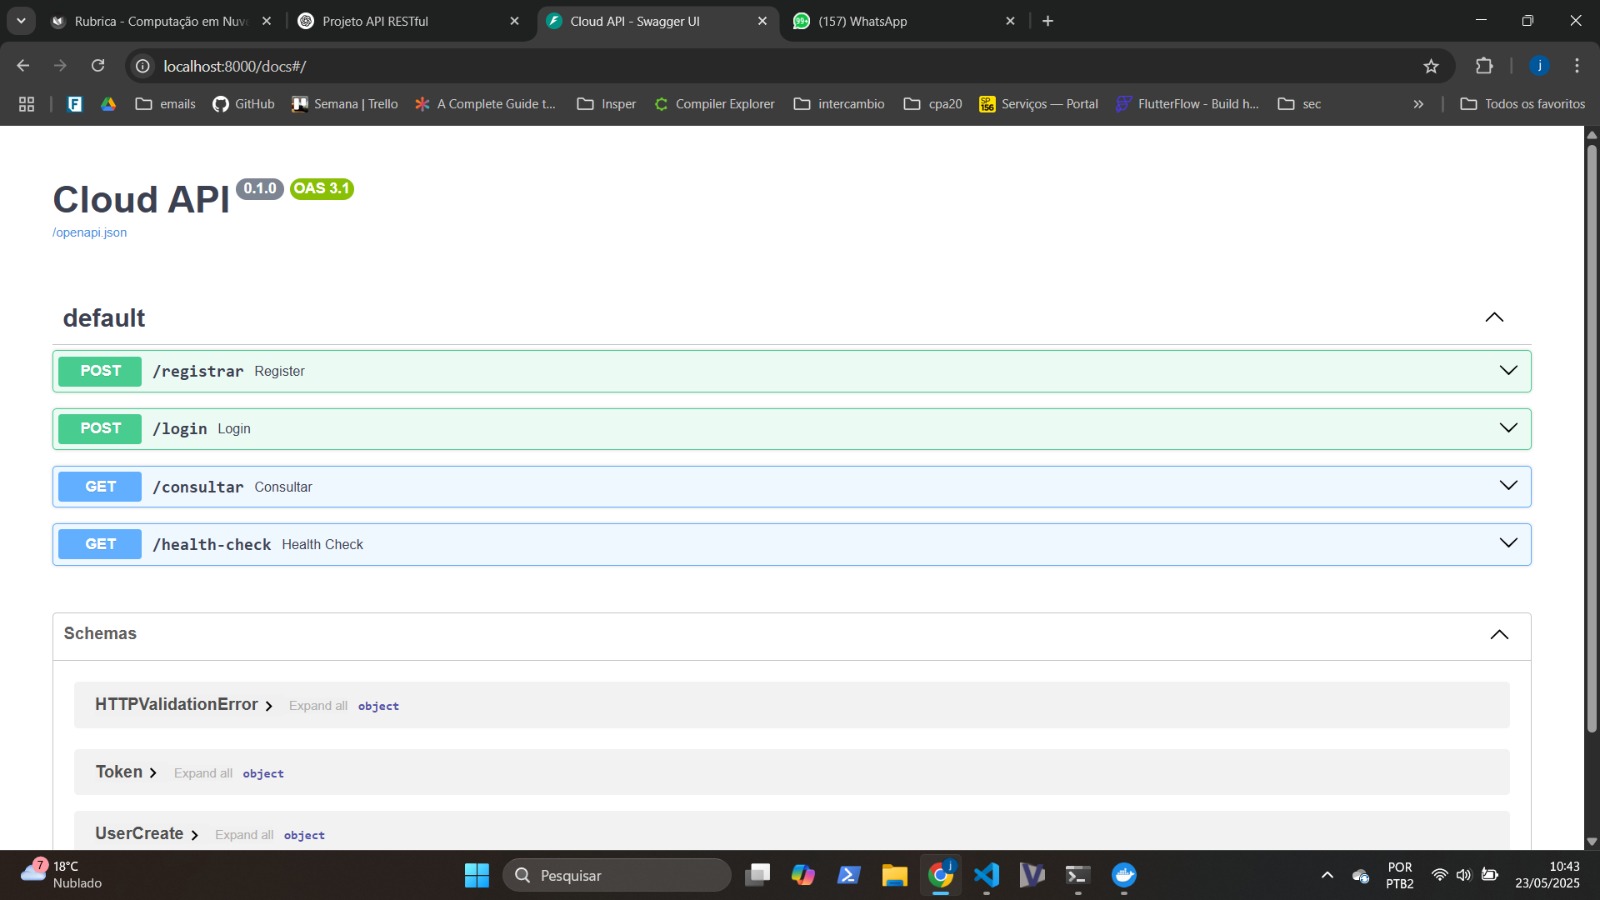 Rubrica - Computação em Nuv
Projeto API RESTful
Cloud API - Swagger UI
99+
(157) WhatsApp
localhost:8000/docs#/
j
F
emails
GitHub
Semana | Trello
A Complete Guide t...
Insper
Compiler Explorer
intercambio
cpa20
SP 156
Serviços — Portal
FlutterFlow - Build h...
sec
»
Todos os favoritos
Cloud API
0.1.0
OAS 3.1
/openapi.json
default
POST /registrar Register
POST /login Login
GET /consultar Consultar
GET /health-check Health Check
Schemas
HTTPValidationError Expand all object
Token Expand all object
UserCreate Expand all object
7
18°C
Nublado
Pesquisar
j
POR
PTB2
10:43
23/05/2025